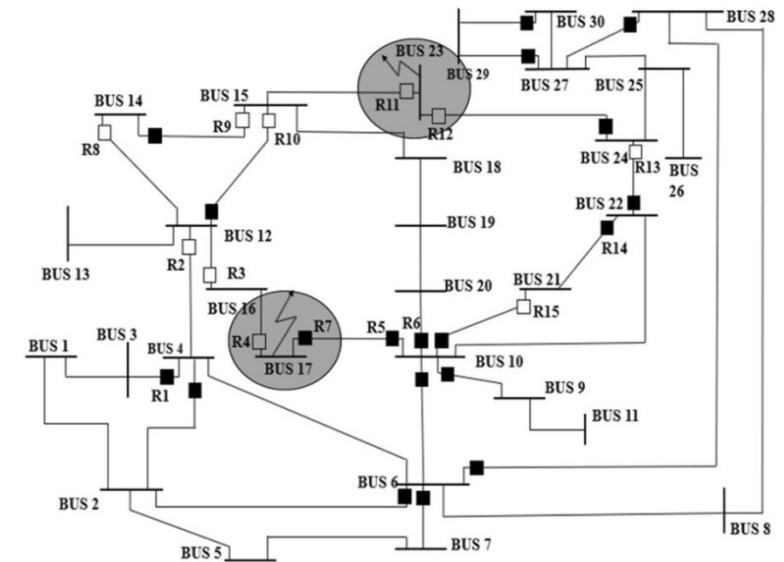 BUS 30
BUS 28
BUS 23
BUS 29
BUS 27
BUS 25
BUS 14
BUS 15
R11
R9
R10
R12
R8
BUS 24
R13
BUS 18
BUS
26
BUS 22
BUS 19
BUS 12
R14
R2
BUS 13
R3
BUS 21
BUS 20
BUS 16
R15
R7
R5
R6
BUS 3
R4
BUS 1
BUS 4
BUS 17
BUS 10
R1
BUS 9
BUS 11
BUS 6
BUS 2
BUS 8
BUS 7
BUS 5